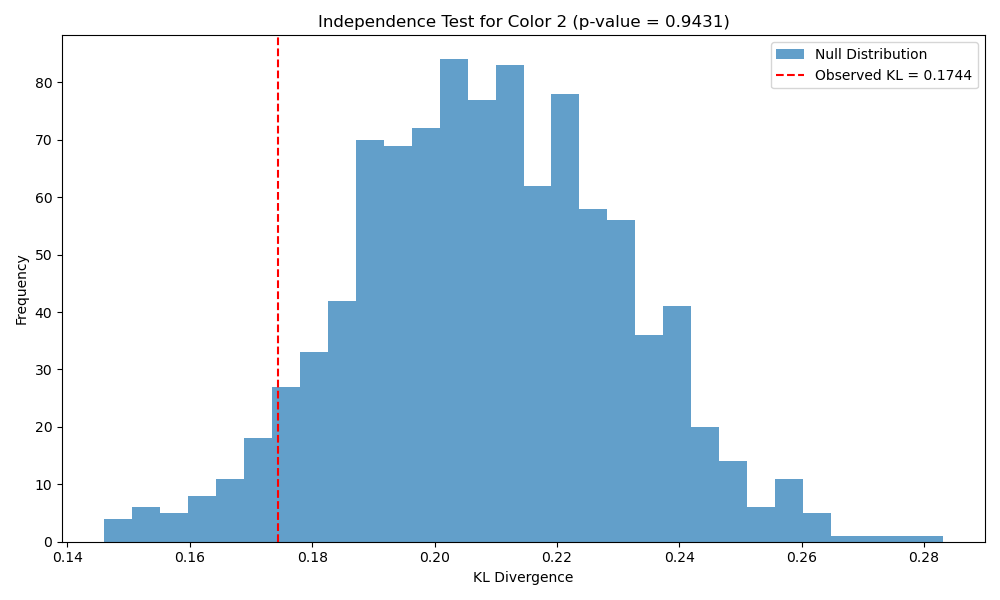 Independence Test for Color 2 (p-value = 0.9431)
Null Distribution
Observed KL = 0.1744
Frequency
80
70
60
50
40
30
20
10
0
0.14 0.16 0.18 0.20 0.22 0.24 0.26 0.28
KL Divergence